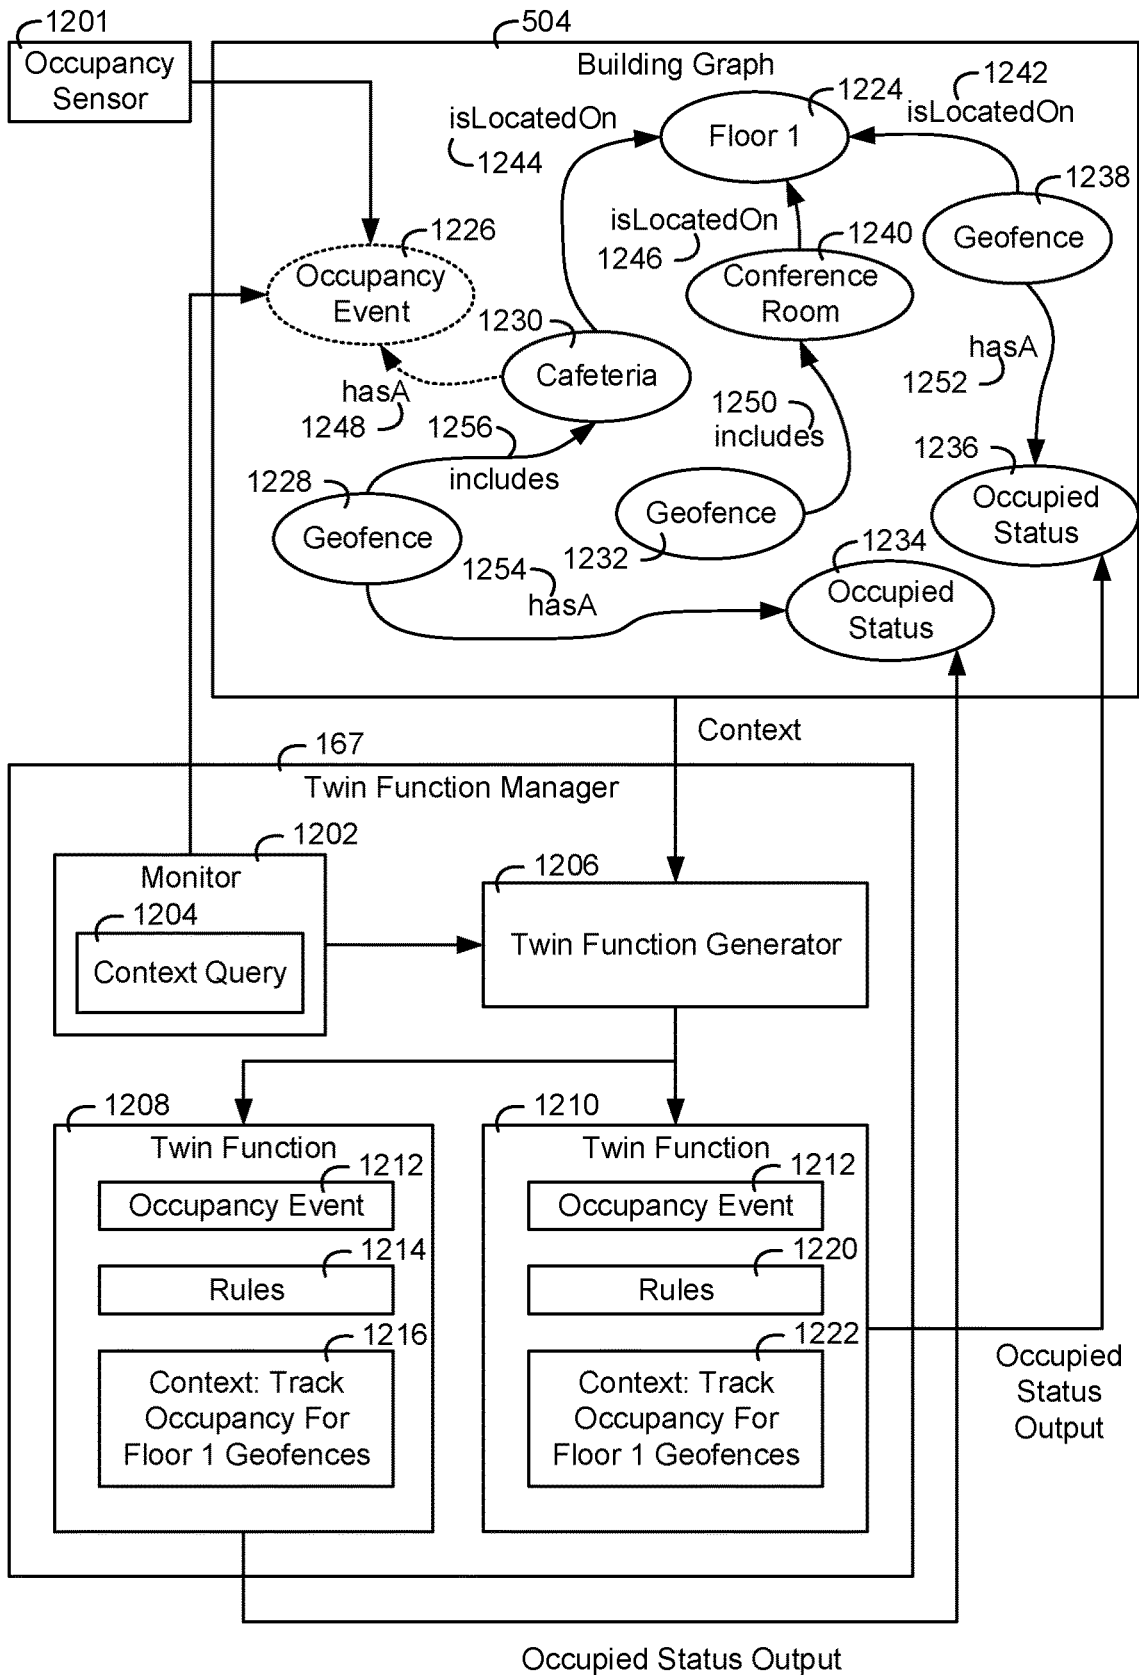 1201
Occupancy
Sensor
504
Building Graph
1242
isLocatedOn
1224
Floor 1
isLocatedOn
1244
1238
Geofence
isLocatedOn
1246
1240
Conference
Room
1226
Occupancy
Event
1230
Cafeteria
hasA
1248
hasA
1252
1250
includes
1256
includes
1228
Geofence
Geofence
1232
1236
Occupied
Status
1254
hasA
1234
Occupied
Status
Context
167
Twin Function Manager
1202
Monitor
1204
Context Query
1206
Twin Function Generator
1208
Twin Function
1212
Occupancy Event
1214
Rules
1216
Context: Track
Occupancy For
Floor 1 Geofences
1210
Twin Function
1212
Occupancy Event
1220
Rules
1222
Context: Track
Occupancy For
Floor 1 Geofences
Occupied
Status
Output
Occupied Status Output